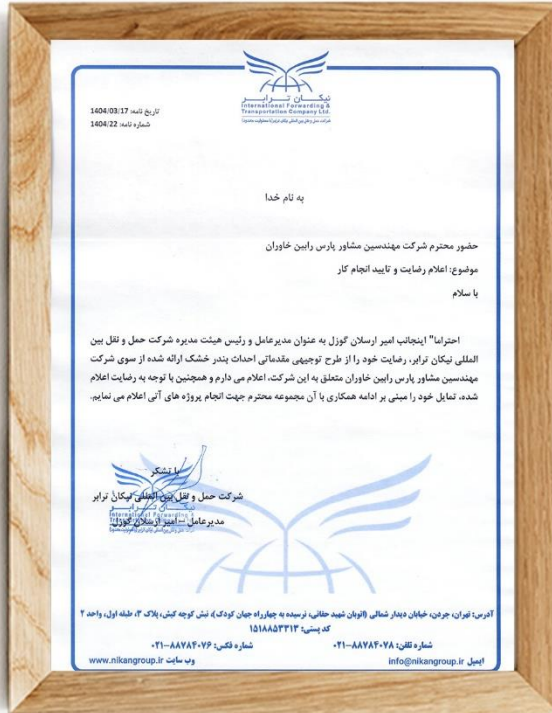 نیکـــان تـــرابـــر
International Forwarding &
Transportation Company Ltd.
تاریخ نامه: 1404/03/17
شماره نامه: 1404/22
به نام خدا
حضور محترم شرکت مهندسین مشاور پارس رابین خاوران
موضوع: اعلام رضایت و تایید انجام کار
با سلام
احتراما" اینجانب امیر ارسلان گوزل به عنوان مدیرعامل و رئیس هیئت مدیره شرکت حمل و نقل بین
المللی نیکان ترابر، رضایت خود را از طرح توجیهی مقدماتی احداث بندر خشک ارائه شده از سوی شرکت
مهندسین مشاور پارس رابین خاوران متعلق به این شرکت، اعلام می دارم و همچنین با توجه به رضایت اعلام
شده، تمایل خود را مبنی بر ادامه همکاری با آن مجموعه محترم جهت انجام پروژه های آتی اعلام می نمایم.
با تشکر
شرکت حمل و نقل بین المللی نیکان ترابر
مدیرعامل – امیر ارسلان گوزل
آدرس: تهران، جردن، خیابان دیدار شمالی (اتوبان شهید حقانی، نرسیده به چهارراه جهان کودک)، نبش کوچه کیش، پلاک ۳، طبقه اول، واحد ۲
کد پستی: ۱۵۱۸۸۵۳۳۱۳
شماره تلفن: ۸۸۷۸۴۰۷۸-۰۲۱ شماره فکس: ۸۸۷۸۴۰۷۶-۰۲۱
ایمیل info@nikangroup.ir وب سایت www.nikangroup.ir